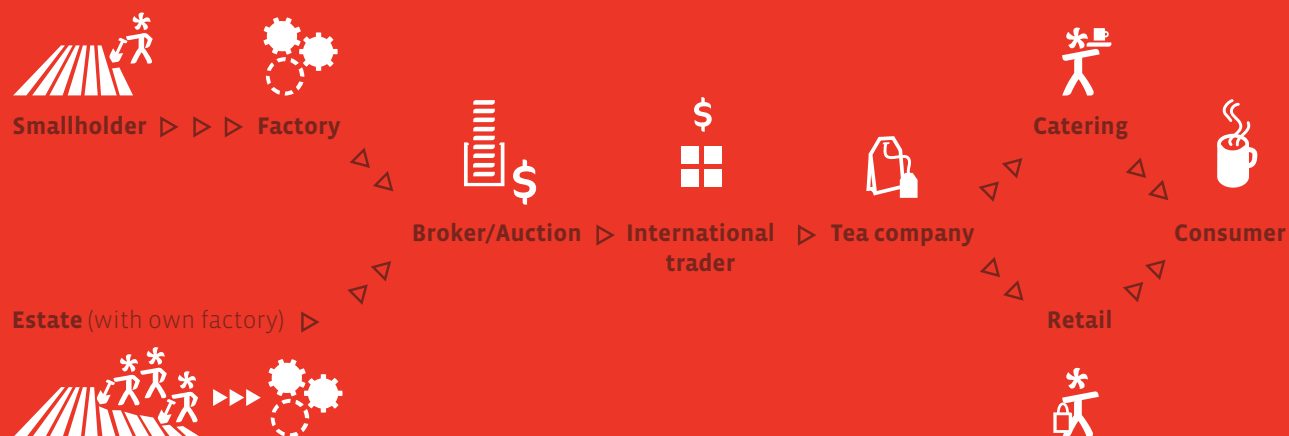 $
Smallholder
Factory
Catering
$
Broker/Auction
International
trader
Tea company
Consumer
Estate (with own factory)
Retail